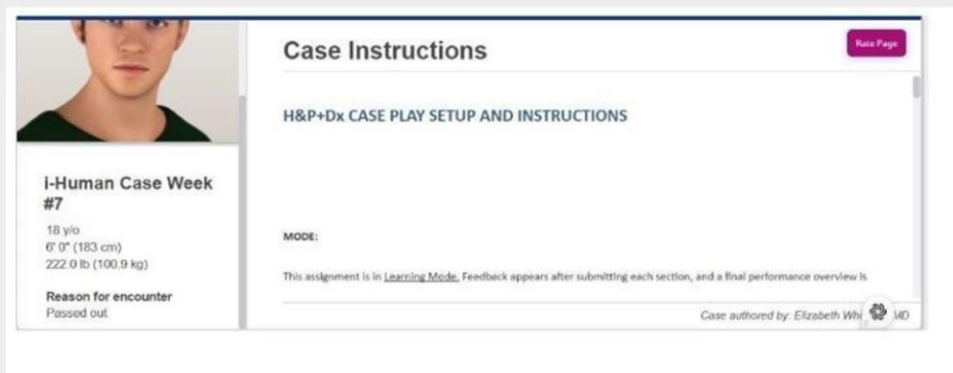 Case Instructions
Rate Page
H&P+Dx CASE PLAY SETUP AND INSTRUCTIONS
i-Human Case Week
#7
18 y/o
6' 0" (183 cm)
222.0 lb (100.9 kg)
Reason for encounter
Passed out
MODE:
This assignment is in Learning Mode. Feedback appears after submitting each section, and a final performance overview is
Case authored by: Elizabeth